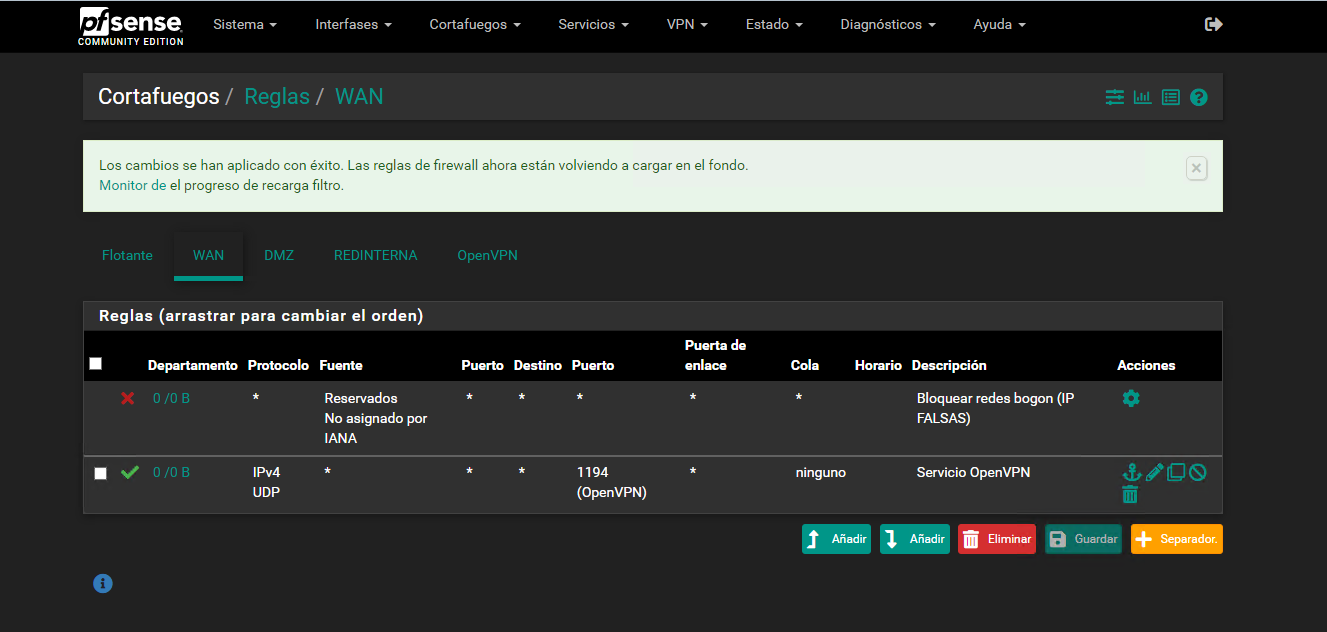 pfsense
COMMUNITY EDITION
Sistema
Interfases
Cortafuegos
Servicios
VPN
Estado
Diagnósticos
Ayuda
Cortafuegos / Reglas / WAN
Los cambios se han aplicado con éxito. Las reglas de firewall ahora están volviendo a cargar en el fondo.
Monitor de el progreso de recarga filtro.
Flotante WAN DMZ REDINTERNA OpenVPN
Reglas (arrastrar para cambiar el orden)
Departamento Protocolo Fuente Puerto Destino Puerto Puerta de enlace Cola Horario Descripción Acciones
0 /0 B * Reservados * * * * * Bloquear redes bogon (IP
No asignado por FALSAS)
IANA
0 /0 B IPv4 * * * 1194 * ninguno Servicio OpenVPN
UDP (OpenVPN)
Añadir Añadir Eliminar Guardar Separador.